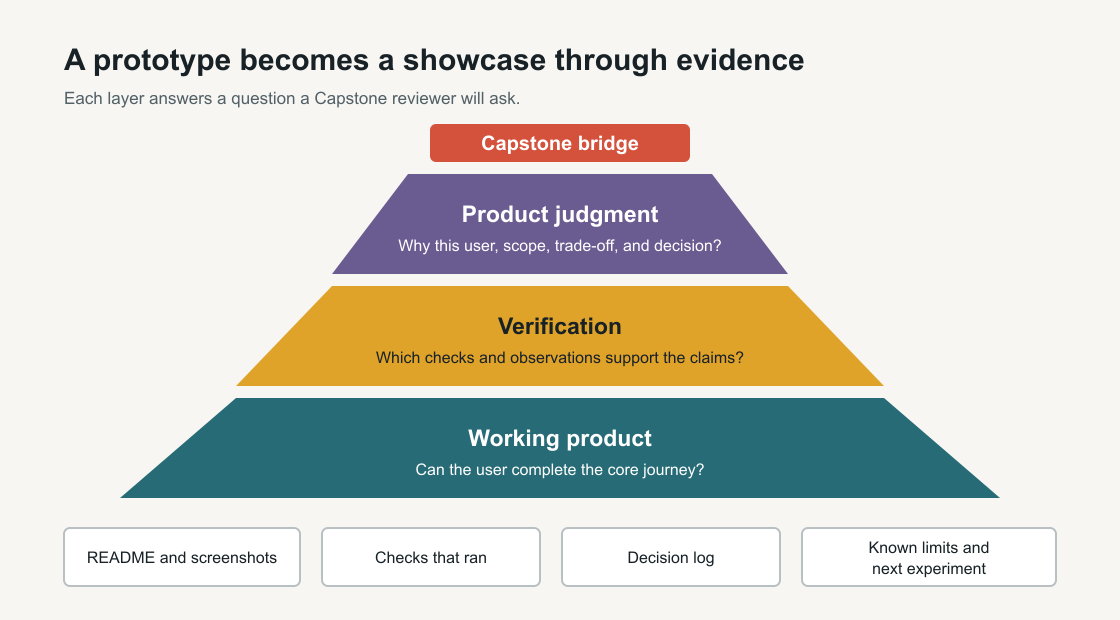 A prototype becomes a showcase through evidence
Each layer answers a question a Capstone reviewer will ask.
Capstone bridge
Product judgment
Why this user, scope, trade-off, and decision?
Verification
Which checks and observations support the claims?
Working product
Can the user complete the core journey?
README and screenshots
Checks that ran
Decision log
Known limits and
next experiment